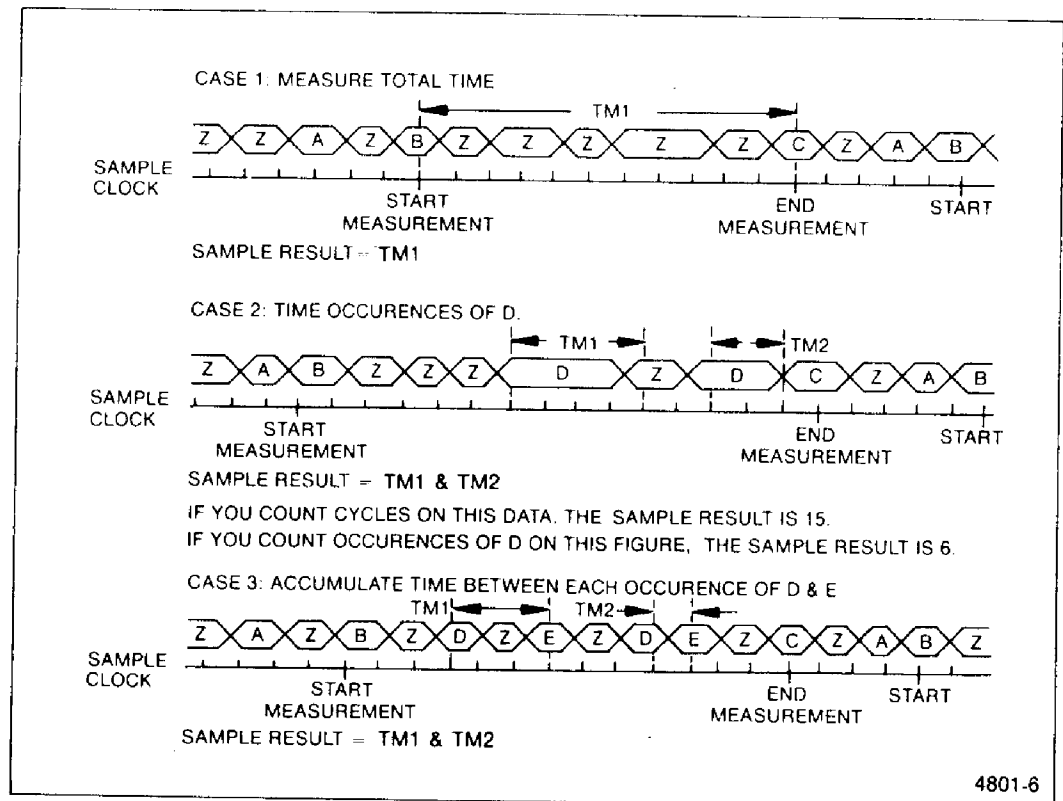 CASE 1: MEASURE TOTAL TIME
TM1
Z Z A Z B Z Z Z Z Z C Z A B
SAMPLE
CLOCK
START
MEASUREMENT
END
MEASUREMENT
START
SAMPLE RESULT = TM1
CASE 2: TIME OCCURENCES OF D.
TM1 TM2
Z A B Z Z Z D Z D C Z A B
SAMPLE
CLOCK
START
MEASUREMENT
END
MEASUREMENT
START
SAMPLE RESULT = TM1 & TM2
IF YOU COUNT CYCLES ON THIS DATA. THE SAMPLE RESULT IS 15.
IF YOU COUNT OCCURENCES OF D ON THIS FIGURE, THE SAMPLE RESULT IS 6.
CASE 3: ACCUMULATE TIME BETWEEN EACH OCCURENCE OF D & E
TM1 TM2
Z A Z B Z D Z E Z D E Z C Z A B Z
SAMPLE
CLOCK
START
MEASUREMENT
END
MEASUREMENT
START
SAMPLE RESULT = TM1 & TM2
4801-6